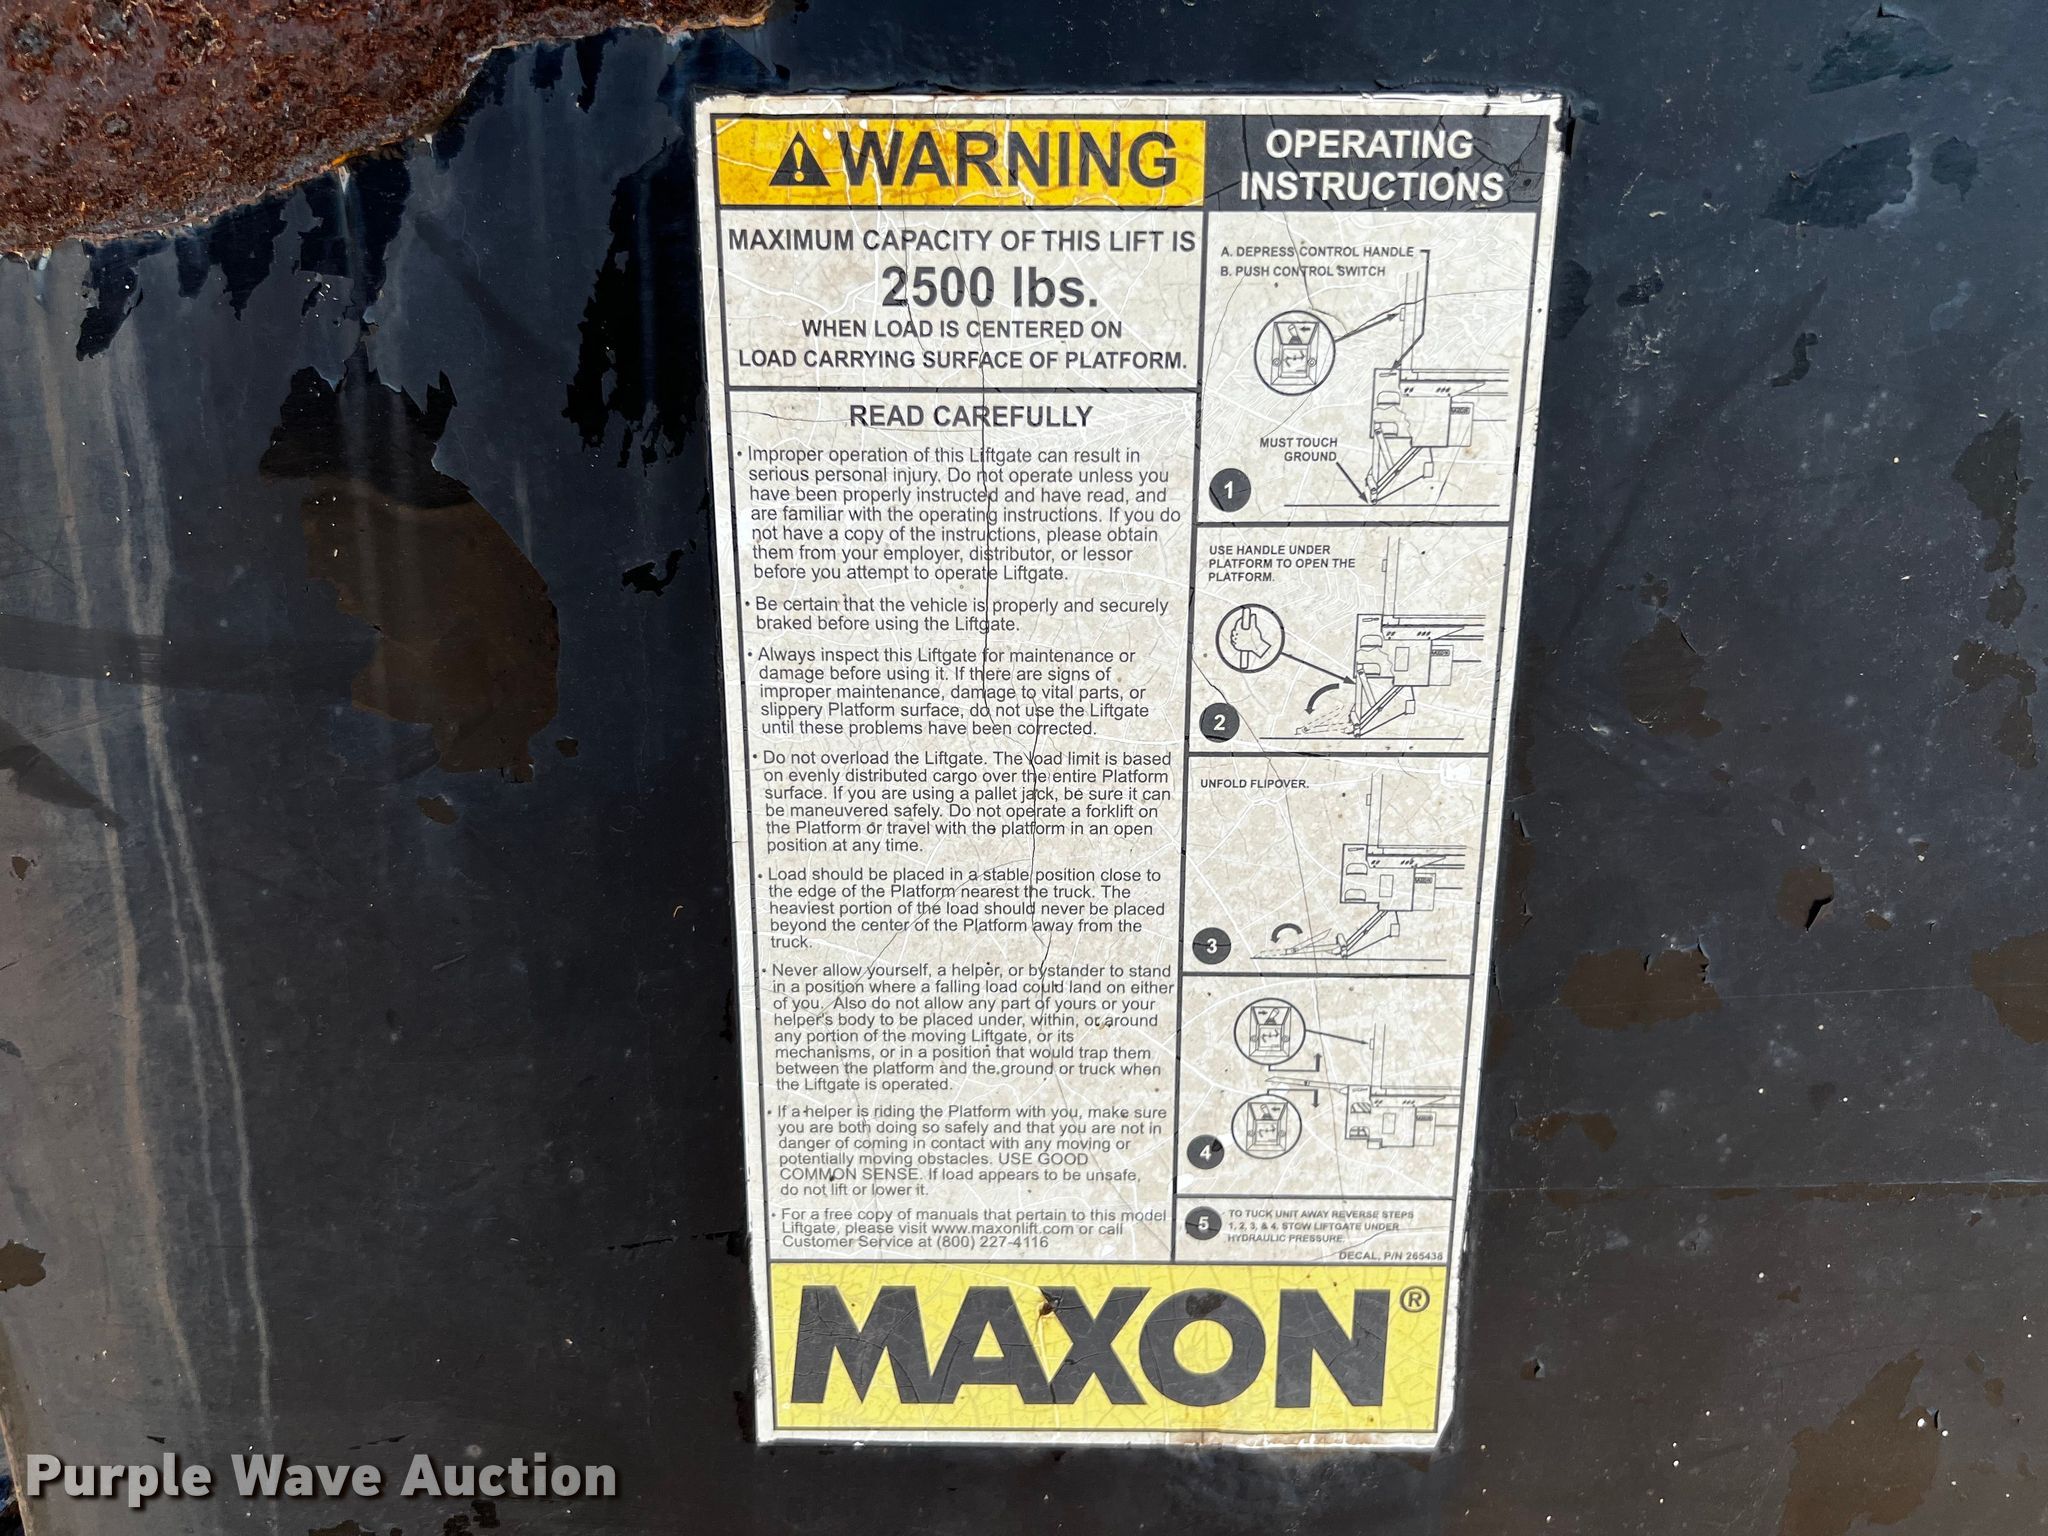 WARNING
MAXIMUM CAPACITY OF THIS LIFT IS
2500 lbs.
WHEN LOAD IS CENTERED ON
LOAD CARRYING SURFACE OF PLATFORM.
READ CAREFULLY
• Improper operation of this Liftgate can result in
serious personal injury. Do not operate unless you
have been properly instructed and have read, and
are familiar with the operating instructions. If you do
not have a copy of the instructions, please obtain
them from your employer, distributor, or lessor
before you attempt to operate Liftgate.
• Be certain that the vehicle is properly and securely
braked before using the Liftgate.
• Always inspect this Liftgate for maintenance or
damage before using it. If there are signs of
improper maintenance, damage to vital parts, or
slippery Platform surface, do not use the Liftgate
until these problems have been corrected.
• Do not overload the Liftgate. The load limit is based
on evenly distributed cargo over the entire Platform
surface. If you are using a pallet jack, be sure it can
be maneuvered safely. Do not operate a forklift on
the Platform or travel with the platform in an open
position at any time.
• Load should be placed in a stable position close to
the edge of the Platform nearest the truck. The
heaviest portion of the load should never be placed
beyond the center of the Platform away from the
truck.
• Never allow yourself, a helper, or bystander to stand
in a position where a falling load could land on either
of you. Also do not allow any part of yours or your
helper's body to be placed under, within, or around
any portion of the moving Liftgate, or its
mechanisms, or in a position that would trap them
between the platform and the ground or truck when
the Liftgate is operated.
• If a helper is riding the Platform with you, make sure
you are both doing so safely and that you are not in
danger of coming in contact with any moving or
potentially moving obstacles. USE GOOD
COMMON SENSE. If load appears to be unsafe,
do not lift or lower it.
• For a free copy of manuals that pertain to this model
Liftgate, please visit www.maxonlift.com or call
Customer Service at (800) 227-4116
OPERATING
INSTRUCTIONS
A. DEPRESS CONTROL HANDLE
B. PUSH CONTROL SWITCH
MAXON
MUST TOUCH
GROUND
1
USE HANDLE UNDER
PLATFORM TO OPEN THE
PLATFORM.
MAXON
2
UNFOLD FLIPOVER.
MAXON
3
MAXON
4
5
TO TUCK UNIT AWAY REVERSE STEPS
1, 2, 3, & 4. STOW LIFTGATE UNDER
HYDRAULIC PRESSURE.
DECAL, P/N 265438
MAXON®
Purple Wave Auction